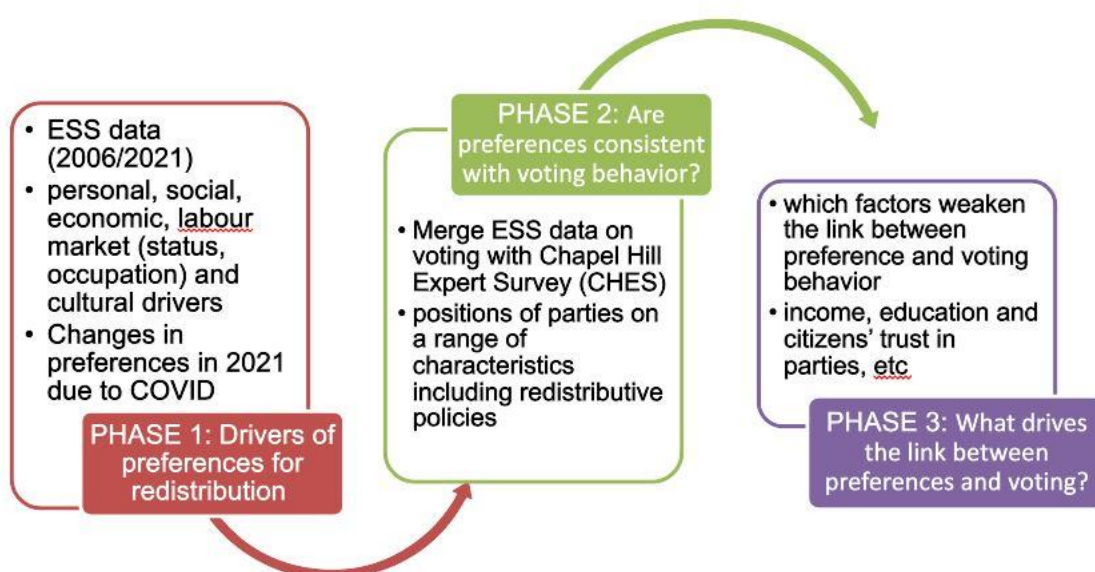 • ESS data
(2006/2021)
• personal, social,
economic, labour
market (status,
occupation) and
cultural drivers
• Changes in
preferences in 2021
due to COVID
PHASE 1: Drivers of
preferences for
redistribution
PHASE 2: Are
preferences consistent
with voting behavior?
• Merge ESS data on
voting with Chapel Hill
Expert Survey (CHES)
• positions of parties on
a range of
characteristics
including redistributive
policies
• which factors weaken
the link between
preference and voting
behavior
• income, education and
citizens' trust in
parties, etc
PHASE 3: What drives
the link between
preferences and voting?